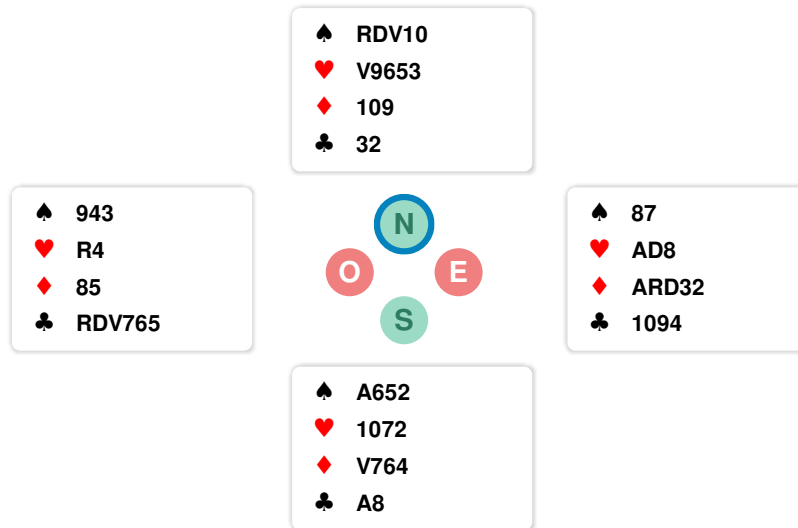 ♠ RDV10
♥ V9653
♦ 109
♣ 32
♠ 943
♥ R4
♦ 85
♣ RDV765
N
O E
S
♠ 87
♥ AD8
♦ ARD32
♣ 1094
♠ A652
♥ 1072
♦ V764
♣ A8